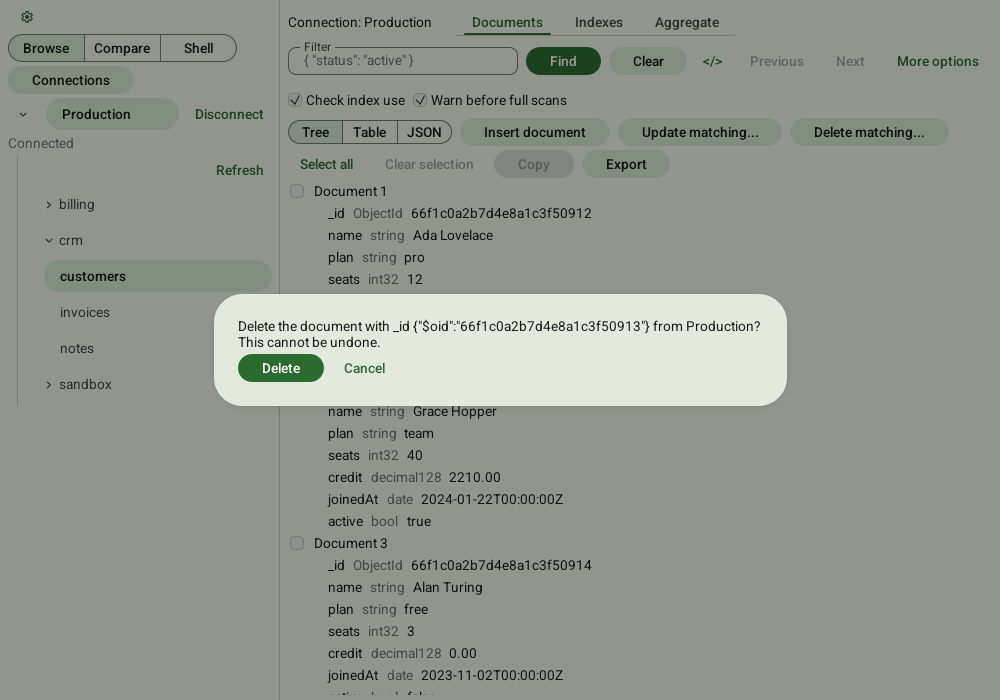 Browse Compare Shell
Connections
Production Disconnect
Connected
Refresh
billing
crm
customers
invoices
notes
sandbox
Connection: Production Documents Indexes Aggregate
Filter
{ "status": "active" } Find Clear </> Previous Next More options
Check index use Warn before full scans
Tree Table JSON Insert document Update matching... Delete matching...
Select all Clear selection Copy Export
Document 1
_id ObjectId 66f1c0a2b7d4e8a1c3f50912
name string Ada Lovelace
plan string pro
seats int32 12
Delete the document with _id {"$oid":"66f1c0a2b7d4e8a1c3f50913"} from Production?
This cannot be undone.
Delete Cancel
name string Grace Hopper
plan string team
seats int32 40
credit decimal128 2210.00
joinedAt date 2024-01-22T00:00:00Z
active bool true
Document 3
_id ObjectId 66f1c0a2b7d4e8a1c3f50914
name string Alan Turing
plan string free
seats int32 3
credit decimal128 0.00
joinedAt date 2023-11-02T00:00:00Z